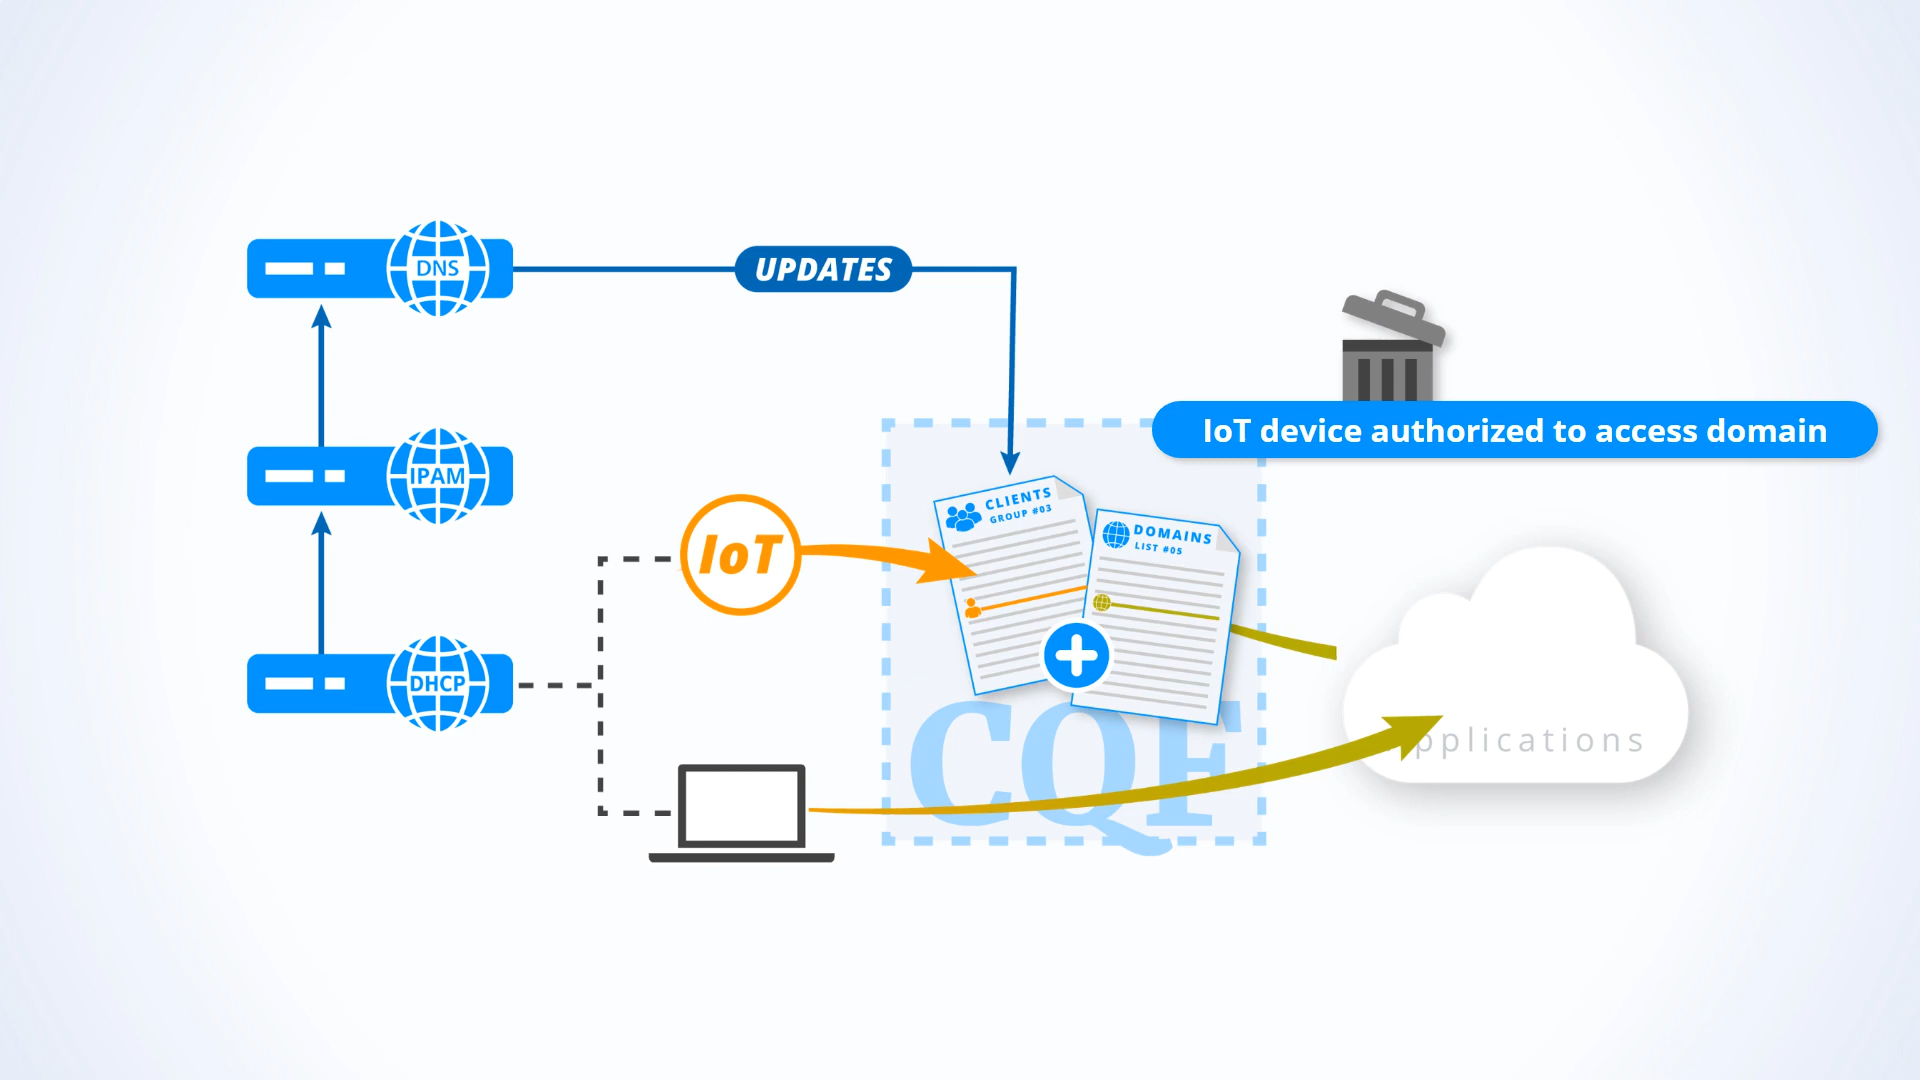 DNS
UPDATES
IoT device authorized to access domain
IPAM
CLIENTS
GROUP #03
DOMAINS
LIST #05
IoT
DHCP
CQF
pplications